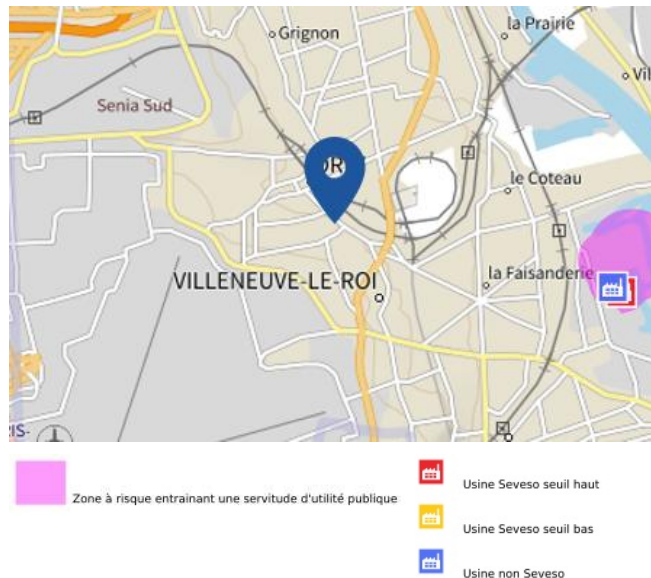 Grignon
la Prairie
Senia Sud
le Coteau
VILLENEUVE-LE-ROI
la Faisanderie
Zone à risque entrainant une servitude d'utilité publique
Usine Seveso seuil haut
Usine Seveso seuil bas
Usine non Seveso